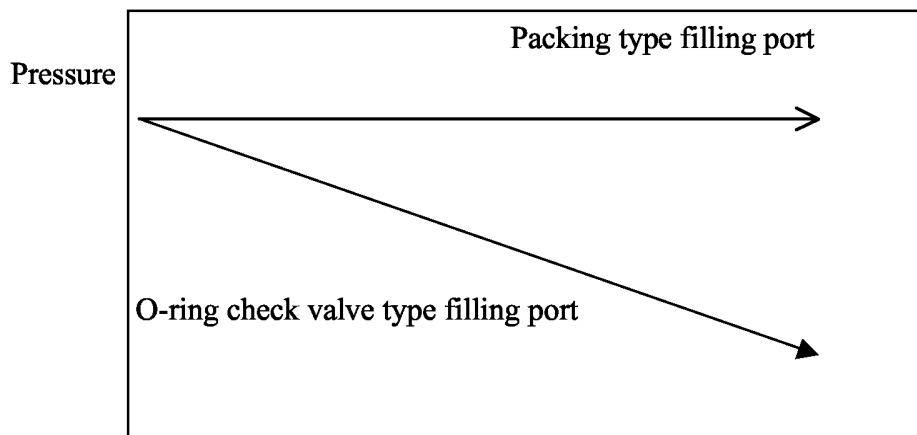 Packing type filling port
Pressure
O-ring check valve type filling port